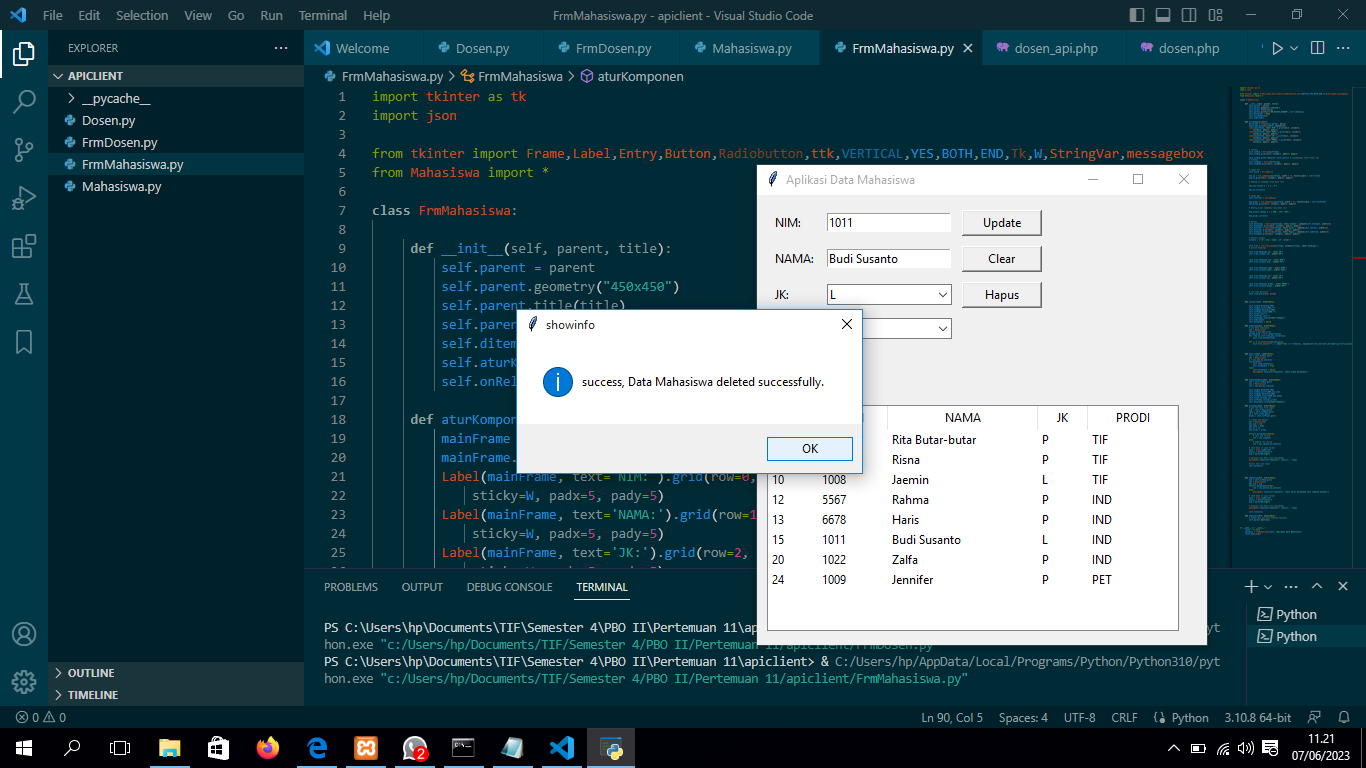 File Edit Selection View Go Run Terminal Help FrmMahasiswa.py - apiclient - Visual Studio Code
EXPLORER
Welcome Dosen.py FrmDosen.py Mahasiswa.py FrmMahasiswa.py dosen_api.php dosen.php
APICLIENT
__pycache__
Dosen.py
FrmDosen.py
FrmMahasiswa.py
Mahasiswa.py
FrmMahasiswa.py > FrmMahasiswa > aturKomponen
1 import tkinter as tk
2 import json
3
4 from tkinter import Frame,Label,Entry,Button,Radiobutton,ttk,VERTICAL,YES,BOTH,END,Tk,W,StringVar,messagebox
5 from Mahasiswa import *
6
7 class FrmMahasiswa:
8
9 def __init__(self, parent, title):
10 self.parent = parent
11 self.parent.geometry("450x450")
12 self.parent.title(title)
13 self.
14 self.ditem
15 self.aturK
16 self.onRel
17
18 def aturKompon
19 mainFrame
20 mainFrame.
21 Label(mainFrame, text='NIM:').grid(row=0,
22 sticky=W, padx=5, pady=5)
23 Label(mainFrame, text='NAMA:').grid(row=1
24 sticky=W, padx=5, pady=5)
25 Label(mainFrame, text='JK:').grid(row=2,
Aplikasi Data Mahasiswa
NIM: 1011 Update
NAMA: Budi Susanto Clear
JK: L Hapus
showinfo
success, Data Mahasiswa deleted successfully.
OK
NAMA JK PRODI
Rita Butar-butar P TIF
Risna P TIF
10 1008 Jaemin L TIF
12 5567 Rahma P IND
13 6678 Haris P IND
15 1011 Budi Susanto L IND
20 1022 Zalfa P IND
24 1009 Jennifer P PET
PROBLEMS OUTPUT DEBUG CONSOLE TERMINAL
PS C:\Users\hp\Documents\TIF\Semester 4\PBO II\Pertemuan 11\apic
hon.exe "c:/Users/hp/Documents/TIF/Semester 4/PBO II/Pertemuan 11/apiclient/FrmDosen.py"
PS C:\Users\hp\Documents\TIF\Semester 4\PBO II\Pertemuan 11\apiclient> & C:/Users/hp/AppData/Local/Programs/Python/Python310/pyt
hon.exe "c:/Users/hp/Documents/TIF/Semester 4/PBO II/Pertemuan 11/apiclient/FrmMahasiswa.py"
Python
Python
OUTLINE
TIMELINE
0 0 Ln 90, Col 5 Spaces: 4 UTF-8 CRLF Python 3.10.8 64-bit
2
11.21
07/06/2023